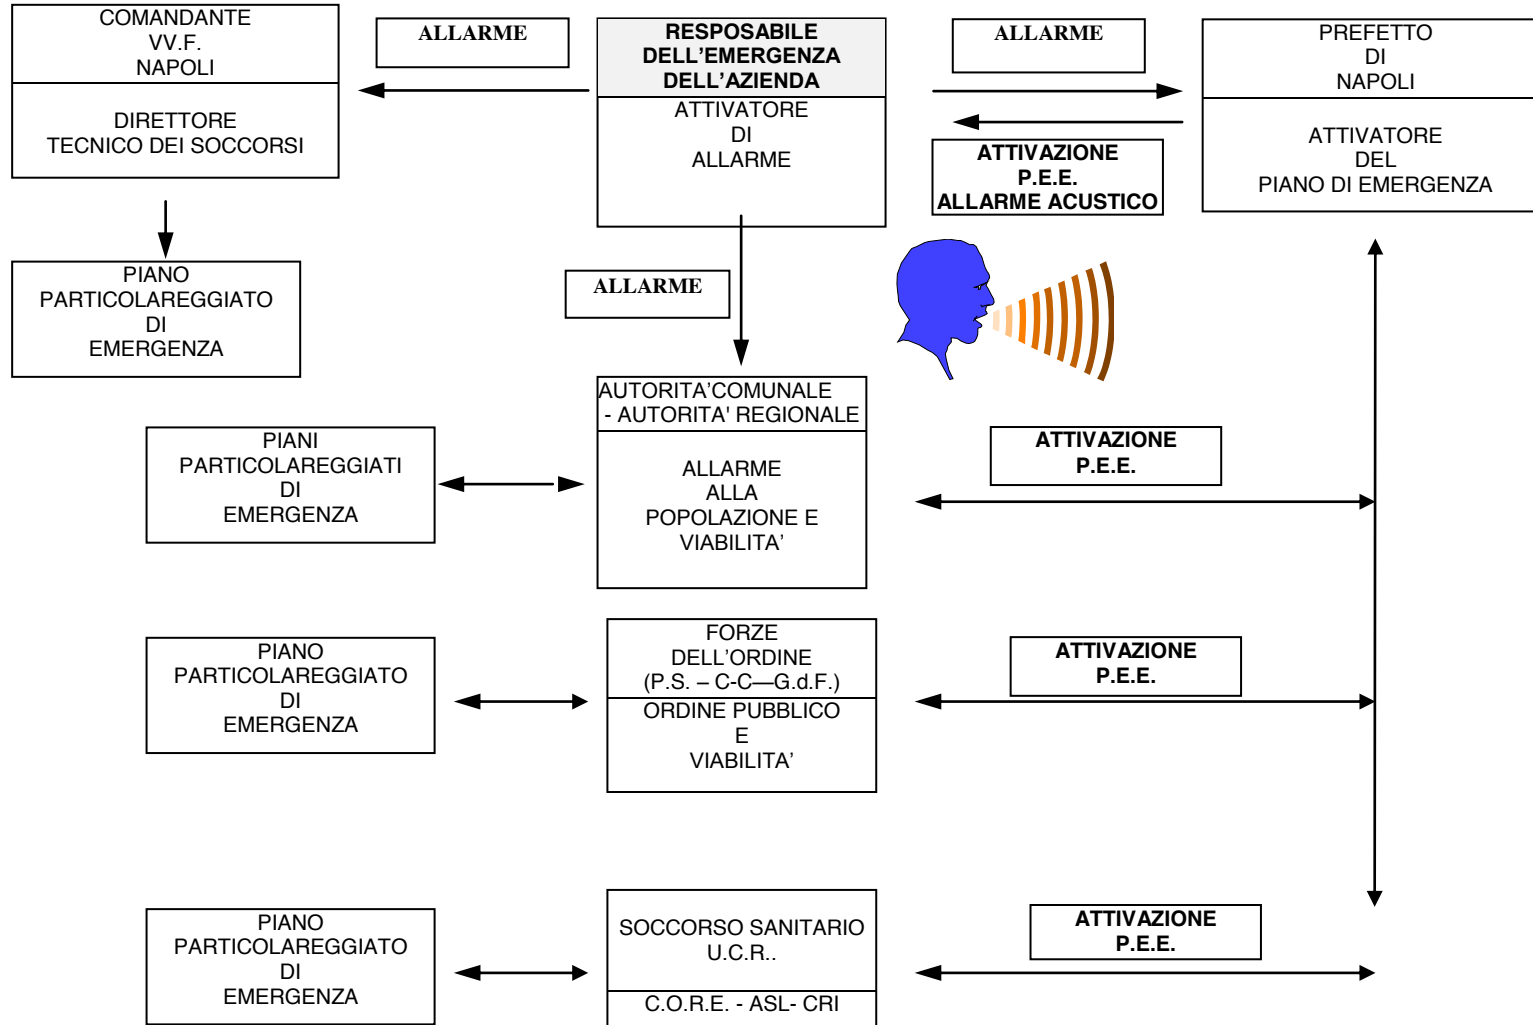 COMANDANTE
VV.F.
NAPOLI
DIRETTORE
TECNICO DEI SOCCORSI
ALLARME
RESPOSABILE
DELL'EMERGENZA
DELL'AZIENDA
ATTIVATORE
DI
ALLARME
ALLARME
PREFETTO
DI
NAPOLI
ATTIVATORE
DEL
PIANO DI EMERGENZA
ATTIVAZIONE
P.E.E.
ALLARME ACUSTICO
PIANO
PARTICOLAREGGIATO
DI
EMERGENZA
ALLARME
AUTORITA'COMUNALE
- AUTORITA' REGIONALE
ALLARME
ALLA
POPOLAZIONE E
VIABILITA'
PIANI
PARTICOLAREGGIATI
DI
EMERGENZA
ATTIVAZIONE
P.E.E.
PIANO
PARTICOLAREGGIATO
DI
EMERGENZA
FORZE
DELL'ORDINE
(P.S. – C-C—G.d.F.)
ORDINE PUBBLICO
E
VIABILITA'
ATTIVAZIONE
P.E.E.
PIANO
PARTICOLAREGGIATO
DI
EMERGENZA
SOCCORSO SANITARIO
U.C.R..
C.O.R.E. - ASL- CRI
ATTIVAZIONE
P.E.E.